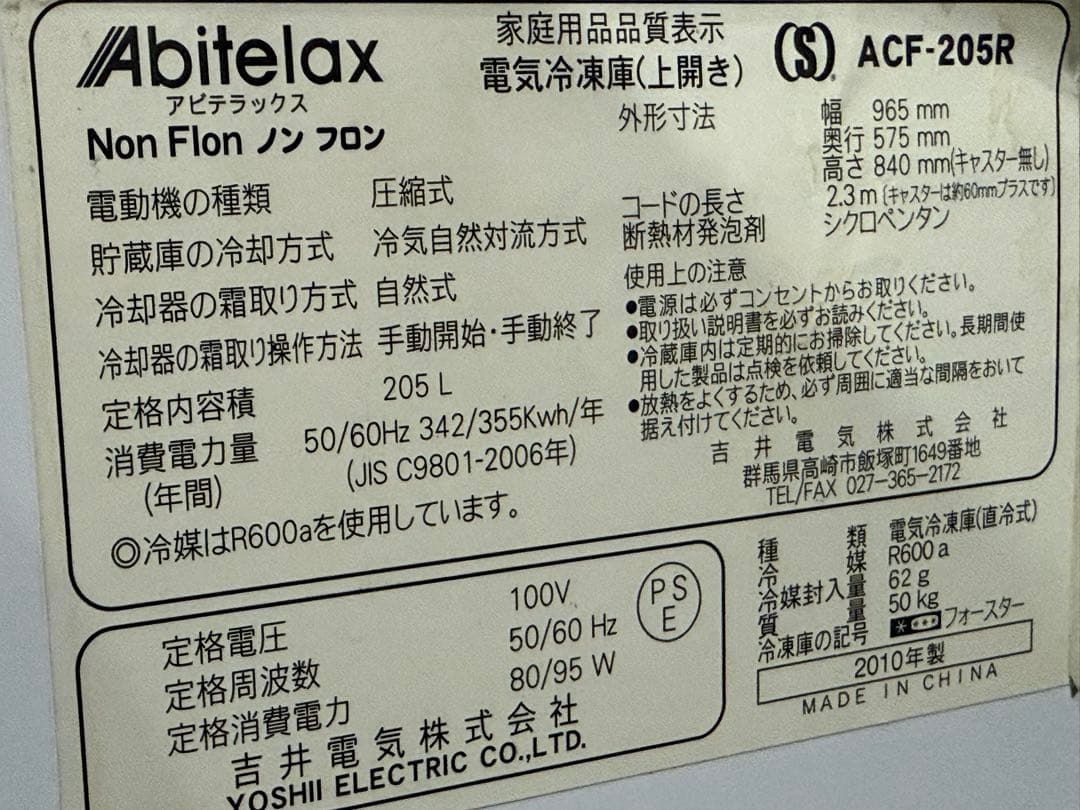 Abitelax
アビテラックス
Non Flon ノン フロン
家庭用品品質表示
電気冷凍庫(上開き)
(S) ACF-205R
電動機の種類 圧縮式
貯蔵庫の冷却方式 冷気自然対流方式
冷却器の霜取り方式 自然式
冷却器の霜取り操作方法 手動開始・手動終了
定格内容積 205 L
消費電力量 50/60Hz 342/355Kwh/年
(年間) (JIS C9801-2006年)
◎冷媒はR600aを使用しています。
外形寸法 幅 965 mm
奥行 575 mm
高さ 840 mm(キャスター無し)
コードの長さ 2.3 m (キャスターは約60mmプラスです)
断熱材発泡剤 シクロペンタン
使用上の注意
●電源は必ずコンセントからお取りください。
●取り扱い説明書を必ずお読みください。
●冷蔵庫内は定期的にお掃除してください。長期間使
用した製品は点検を依頼してください。
●放熱をよくするため、必ず周囲に適当な間隔をおいて
据え付けてください。
吉井電気株式会社
群馬県高崎市飯塚町1649番地
TEL/FAX 027-365-2172
定格電圧 100V
定格周波数 50/60 Hz
定格消費電力 80/95 W
PS
E
吉井電気株式会社
YOSHII ELECTRIC CO.,LTD.
種類 電気冷凍庫(直冷式)
冷媒 R600 a
冷媒封入量 62 g
質量 50 kg
冷凍庫の記号 フォースター
2010年製
MADE IN CHINA